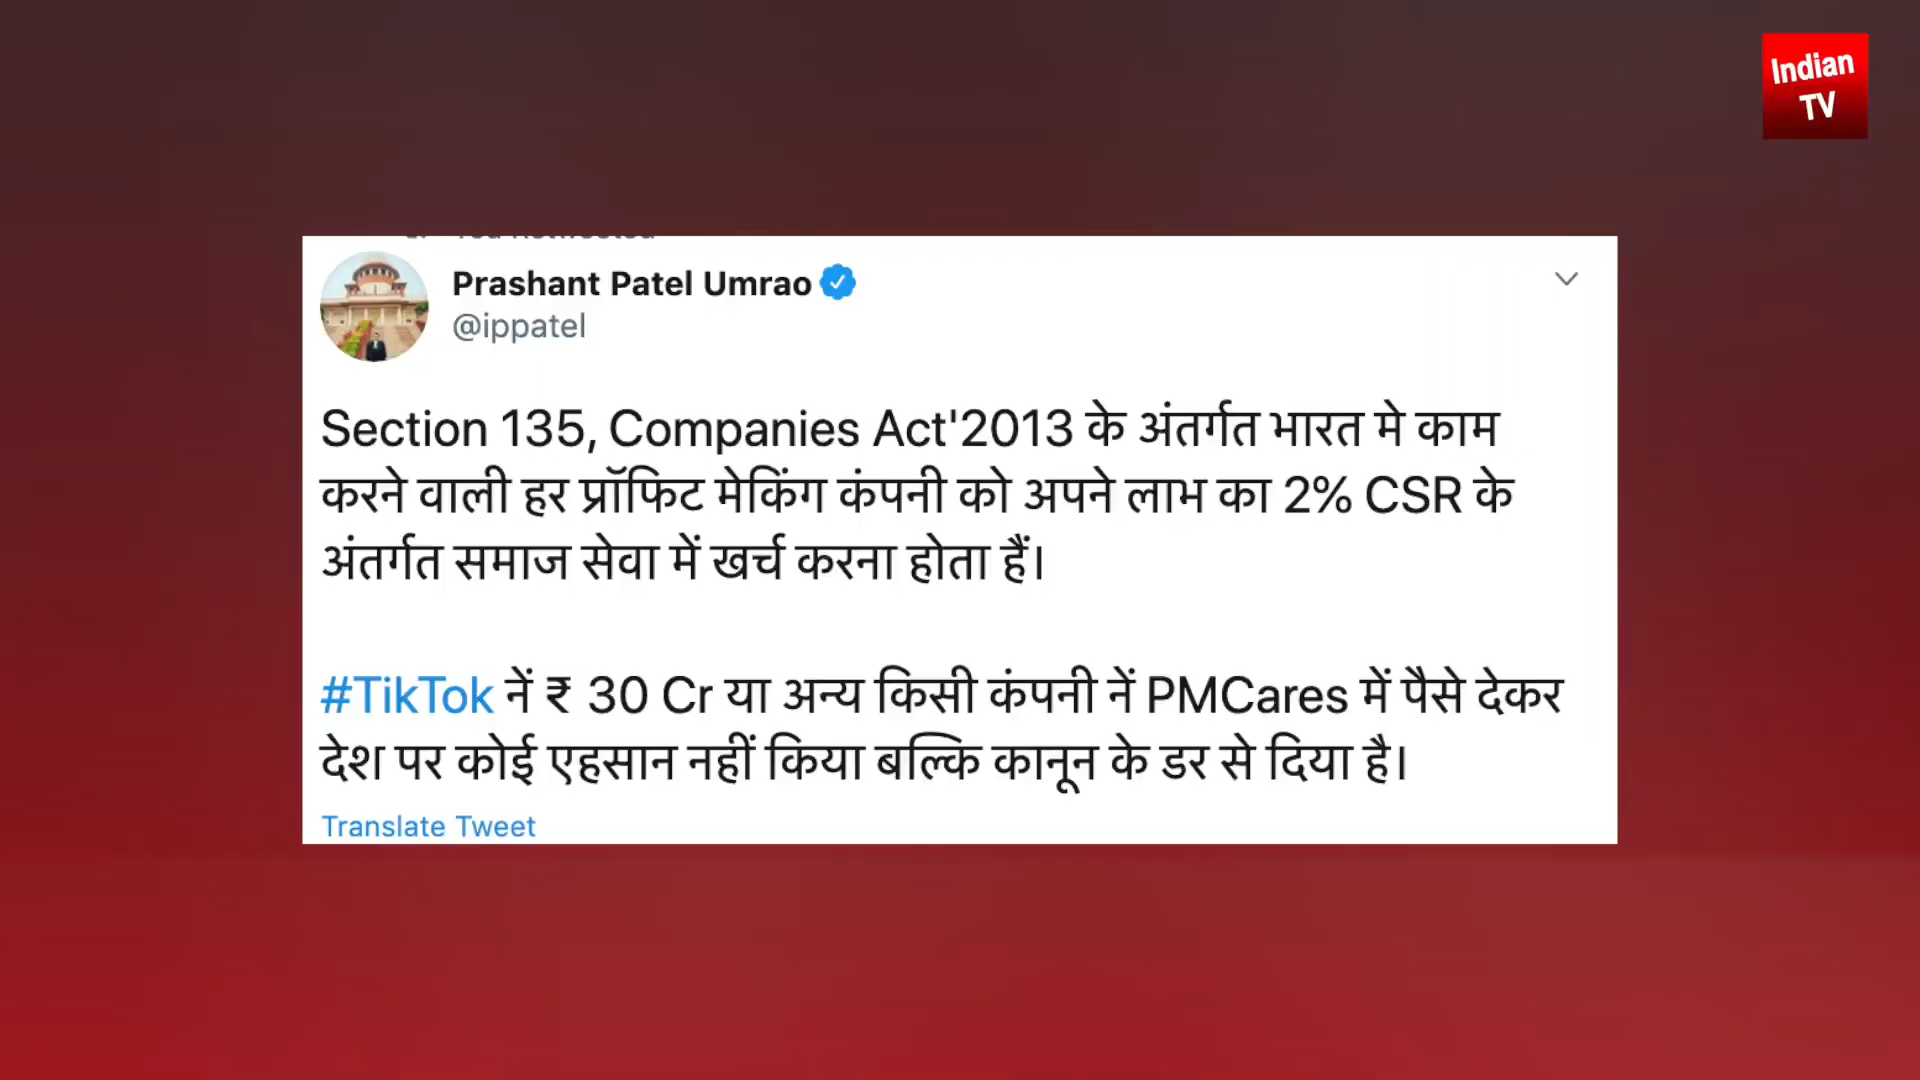 Indian
TV
Prashant Patel Umrao
@ippatel
Section 135, Companies Act'2013 के अंतर्गत भारत मे काम
करने वाली हर प्रॉफिट मेकिंग कंपनी को अपने लाभ का 2% CSR के
अंतर्गत समाज सेवा में खर्च करना होता हैं।
#TikTok नें ₹ 30 Cr या अन्य किसी कंपनी नें PMCares में पैसे देकर
देश पर कोई एहसान नहीं किया बल्कि कानून के डर से दिया है।
Translate Tweet